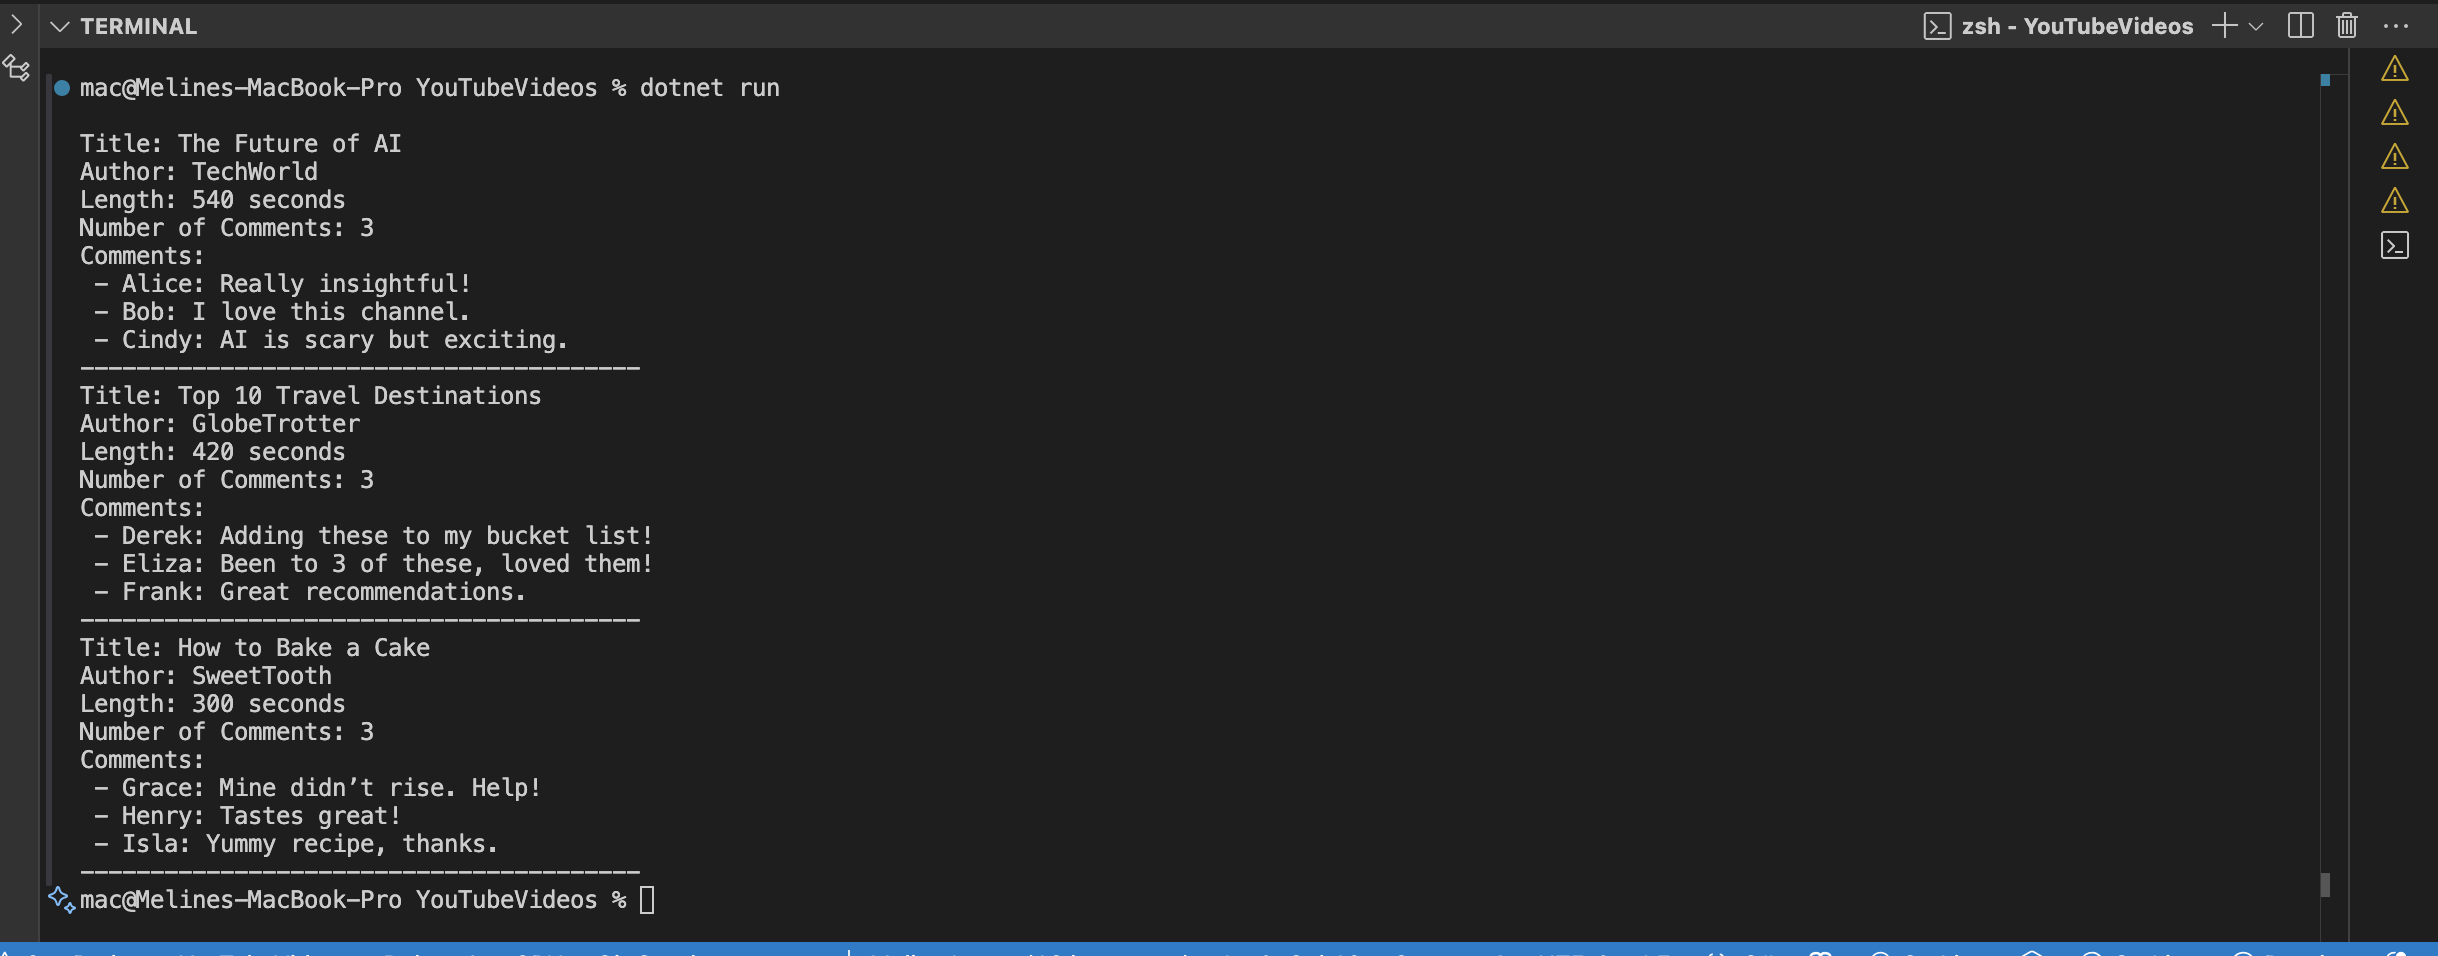 TERMINAL
zsh - YouTubeVideos
mac@Melines-MacBook-Pro YouTubeVideos % dotnet run
Title: The Future of AI
Author: TechWorld
Length: 540 seconds
Number of Comments: 3
Comments:
- Alice: Really insightful!
- Bob: I love this channel.
- Cindy: AI is scary but exciting.
----------------------------------------
Title: Top 10 Travel Destinations
Author: GlobeTrotter
Length: 420 seconds
Number of Comments: 3
Comments:
- Derek: Adding these to my bucket list!
- Eliza: Been to 3 of these, loved them!
- Frank: Great recommendations.
----------------------------------------
Title: How to Bake a Cake
Author: SweetTooth
Length: 300 seconds
Number of Comments: 3
Comments:
- Grace: Mine didn’t rise. Help!
- Henry: Tastes great!
- Isla: Yummy recipe, thanks.
----------------------------------------
mac@Melines-MacBook-Pro YouTubeVideos %